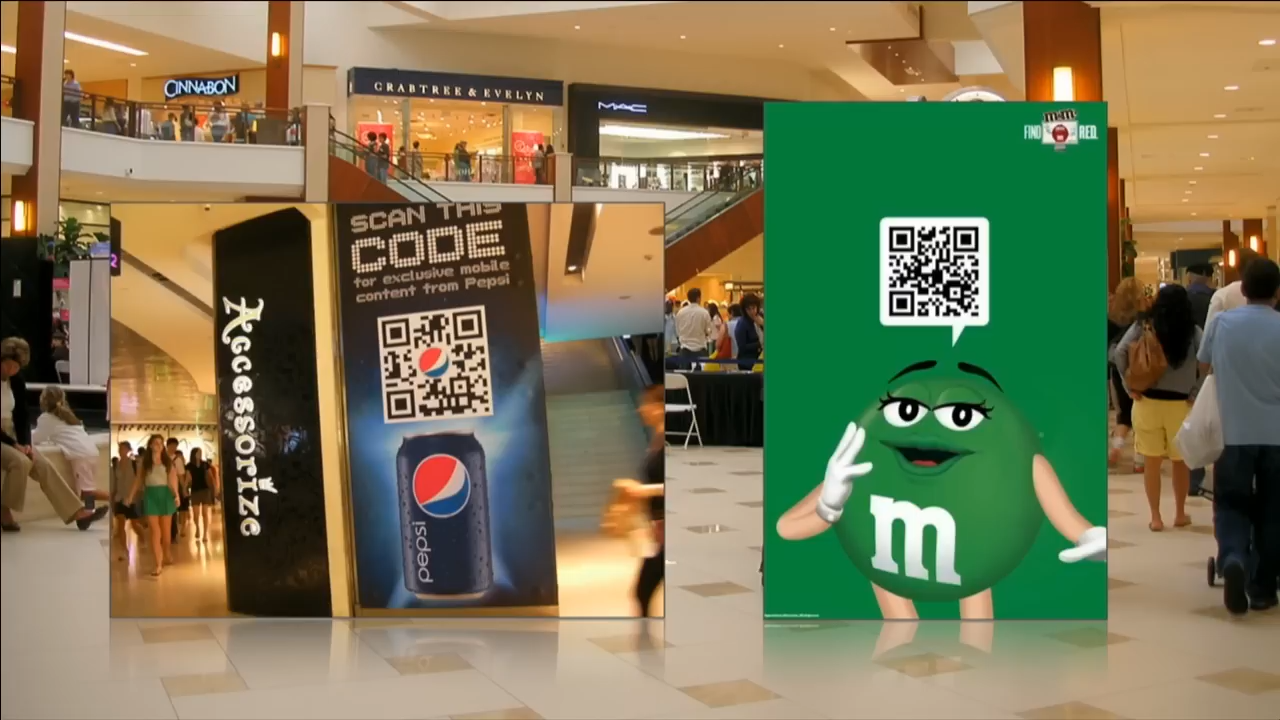 CINNABON
CRABTREE & EVELYN
MAC
FIND
m&m's
RED.
SCAN THIS
CODE
for exclusive mobile
content from Pepsi
Accessorize
pepsi
m